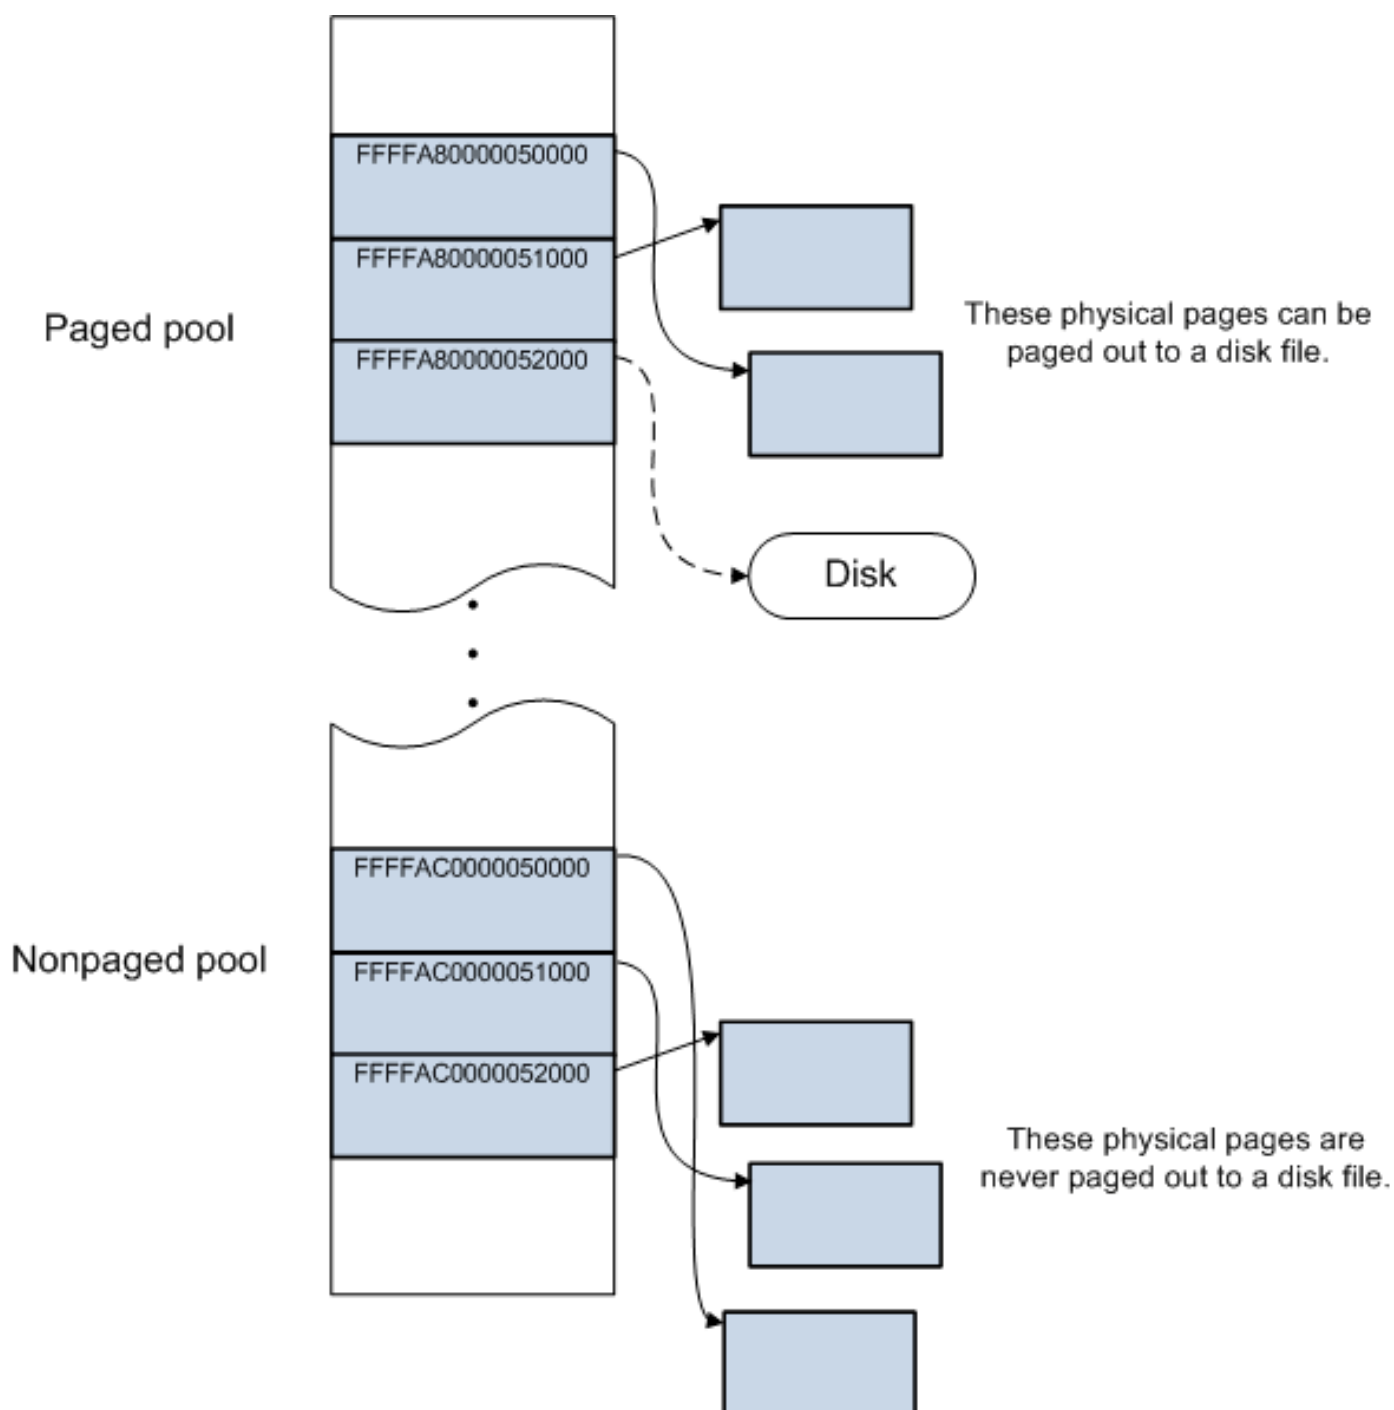 FFFFA80000050000
FFFFA80000051000
Paged pool
These physical pages can be
paged out to a disk file.
FFFFA80000052000
Disk
FFFFAC0000050000
Nonpaged pool
FFFFAC0000051000
FFFFAC0000052000
These physical pages are
never paged out to a disk file.